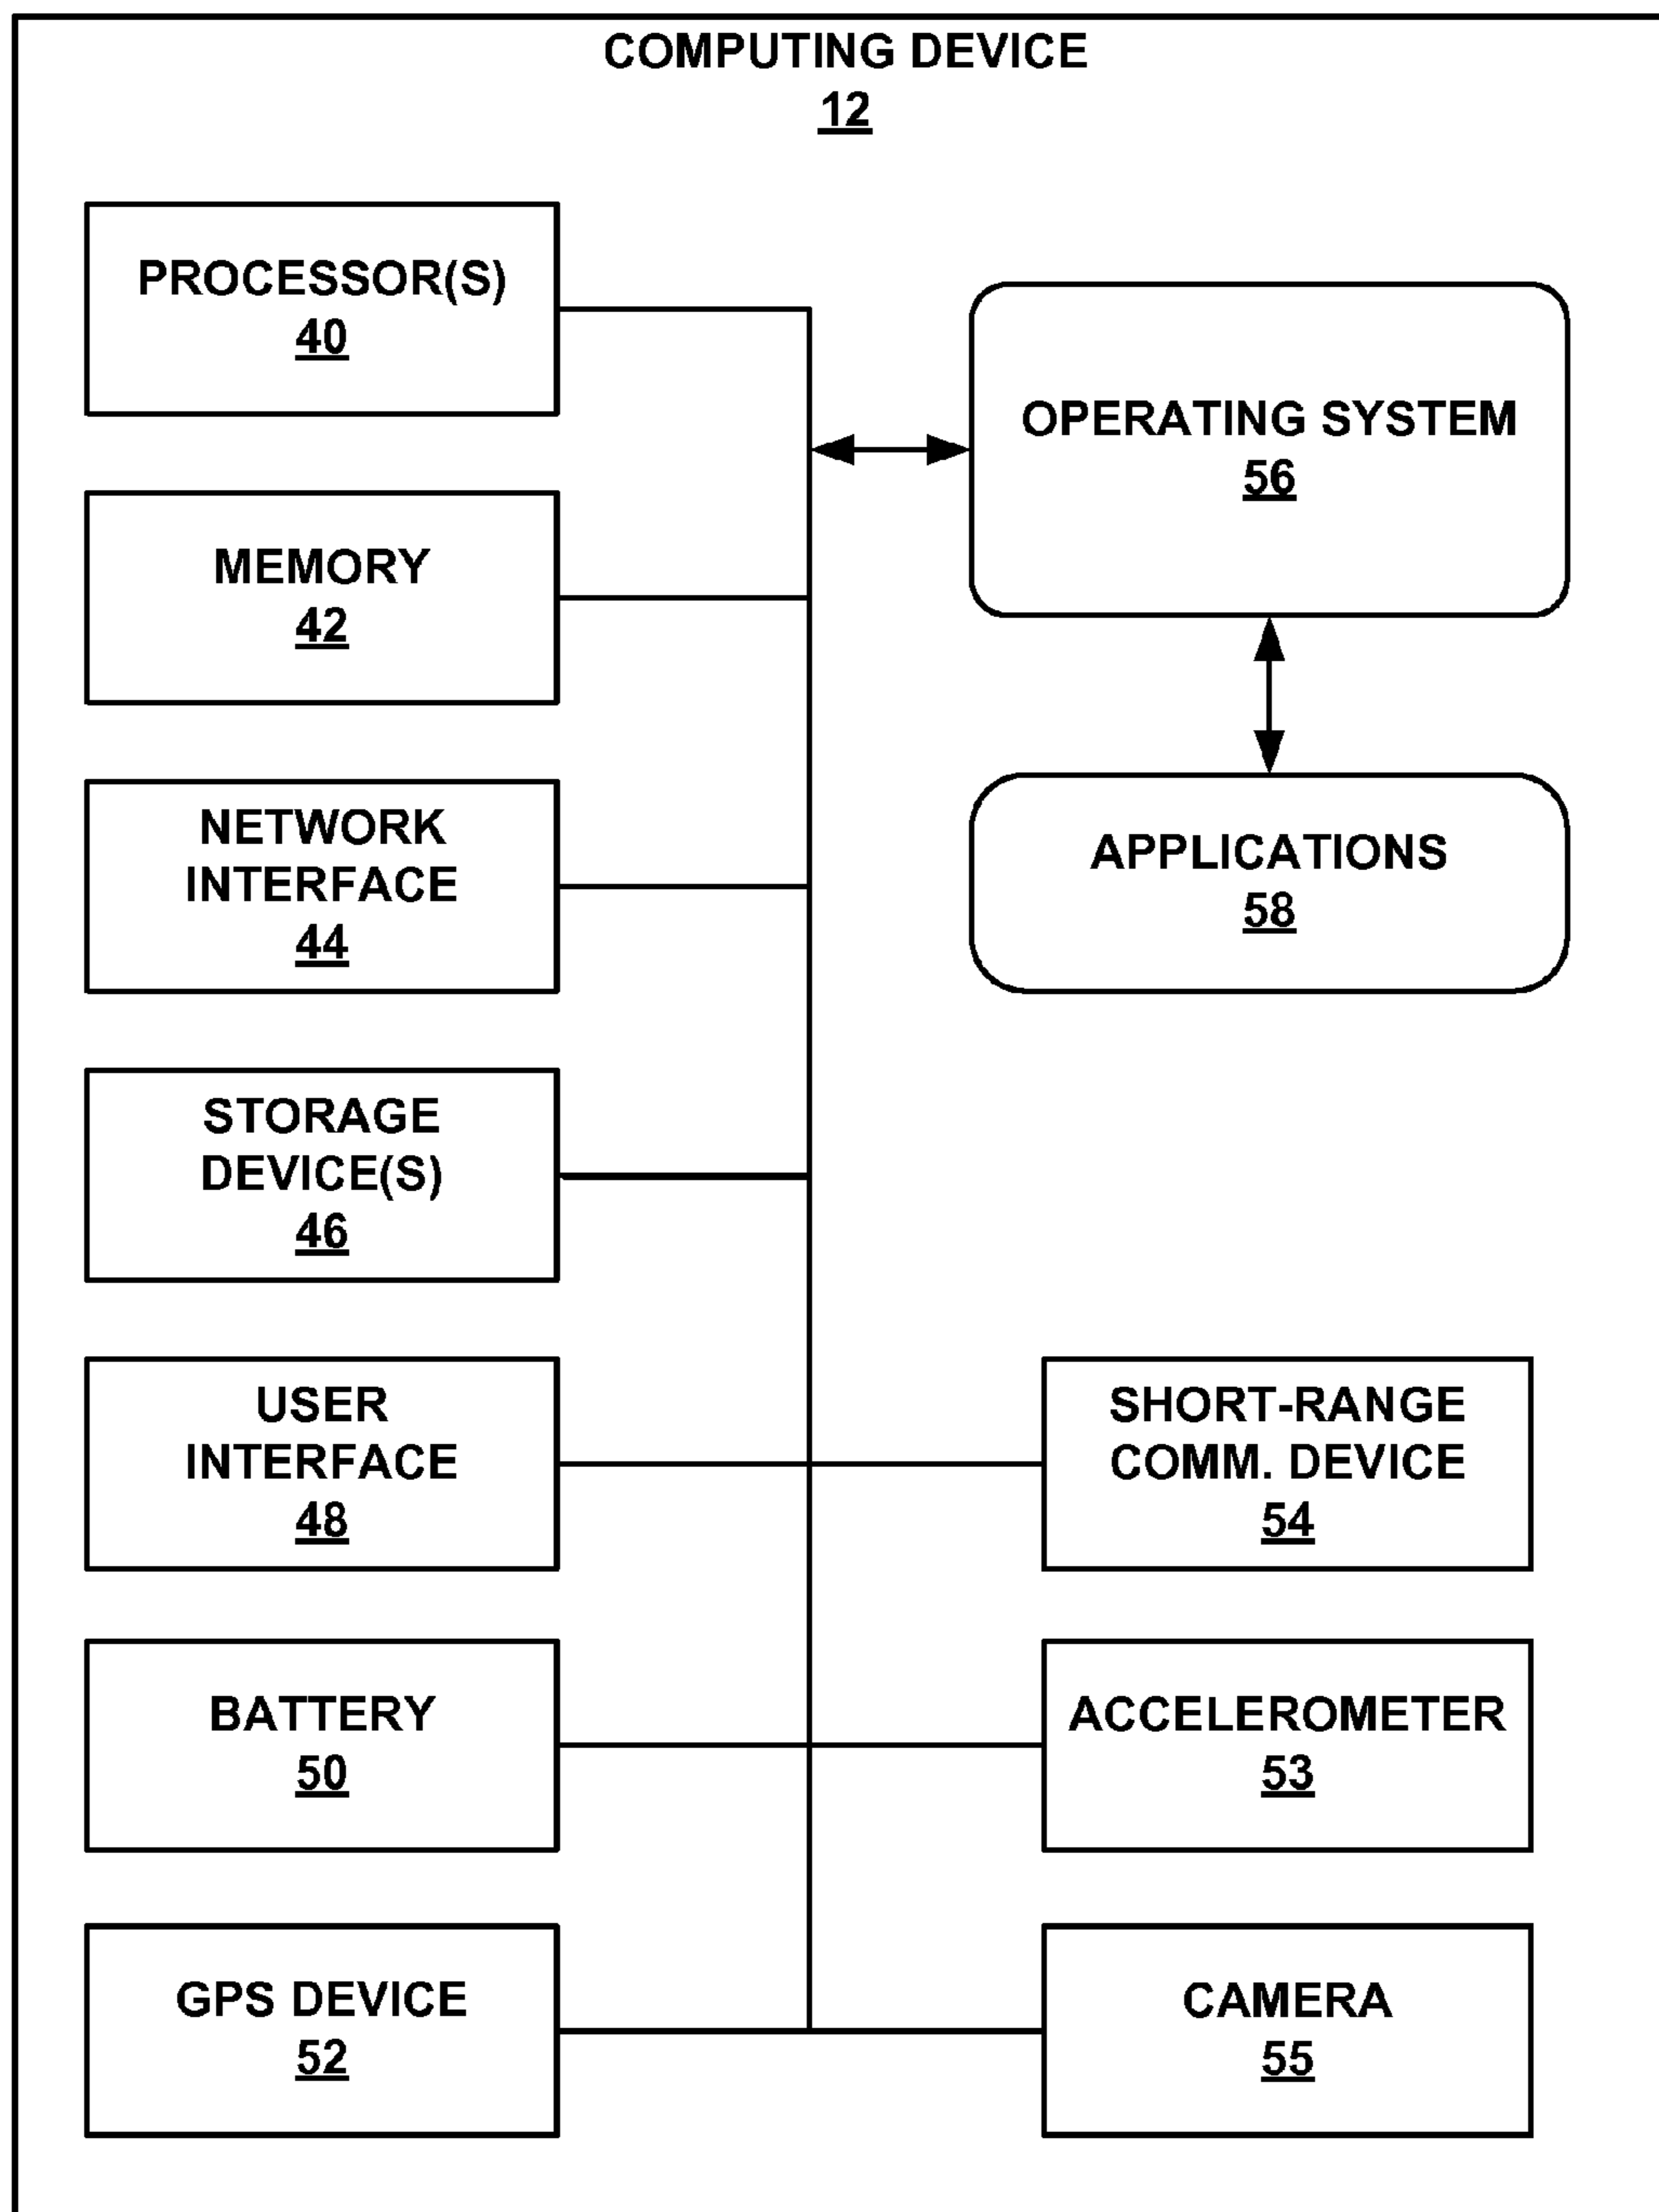 COMPUTING DEVICE
12
PROCESSOR(S)
40
MEMORY
42
NETWORK
INTERFACE
44
STORAGE
DEVICE(S)
46
USER
INTERFACE
48
BATTERY
50
GPS DEVICE
52
OPERATING SYSTEM
56
APPLICATIONS
58
SHORT-RANGE
COMM. DEVICE
54
ACCELEROMETER
53
CAMERA
55